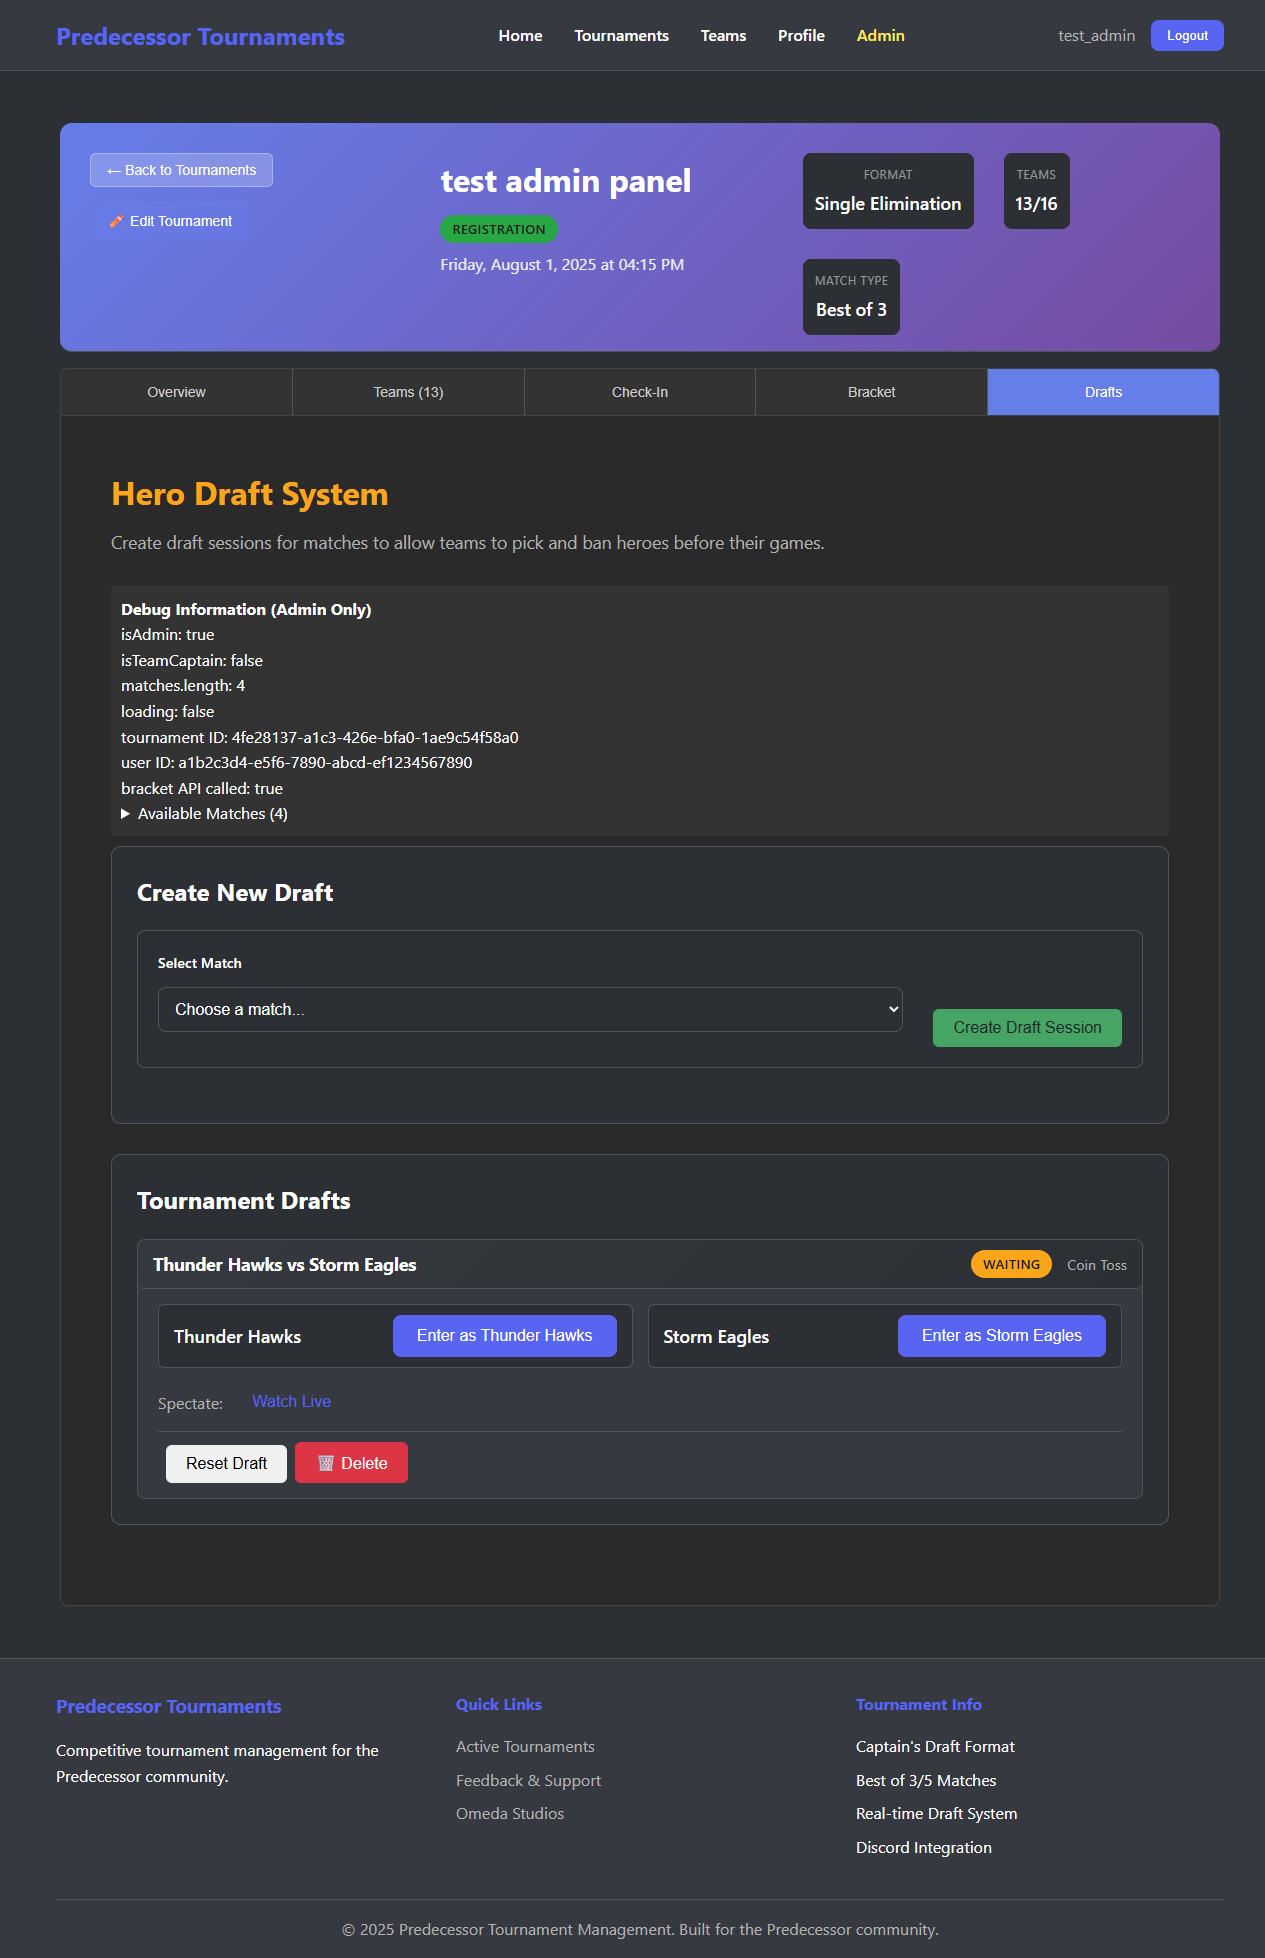 Predecessor Tournaments
Home
Tournaments
Teams
Profile
Admin
test_admin
Logout
← Back to Tournaments
Edit Tournament
test admin panel
REGISTRATION
Friday, August 1, 2025 at 04:15 PM
FORMAT
Single Elimination
TEAMS
13/16
MATCH TYPE
Best of 3
Overview
Teams (13)
Check-In
Bracket
Drafts
Hero Draft System
Create draft sessions for matches to allow teams to pick and ban heroes before their games.
Debug Information (Admin Only)
isAdmin: true
isTeamCaptain: false
matches.length: 4
loading: false
tournament ID: 4fe28137-a1c3-426e-bfa0-1ae9c54f58a0
user ID: a1b2c3d4-e5f6-7890-abcd-ef1234567890
bracket API called: true
▶ Available Matches (4)
Create New Draft
Select Match
Choose a match...
Create Draft Session
Tournament Drafts
Thunder Hawks vs Storm Eagles
WAITING
Coin Toss
Thunder Hawks
Enter as Thunder Hawks
Storm Eagles
Enter as Storm Eagles
Spectate:
Watch Live
Reset Draft
Delete
Predecessor Tournaments
Competitive tournament management for the
Predecessor community.
Quick Links
Active Tournaments
Feedback & Support
Omeda Studios
Tournament Info
Captain's Draft Format
Best of 3/5 Matches
Real-time Draft System
Discord Integration
© 2025 Predecessor Tournament Management. Built for the Predecessor community.